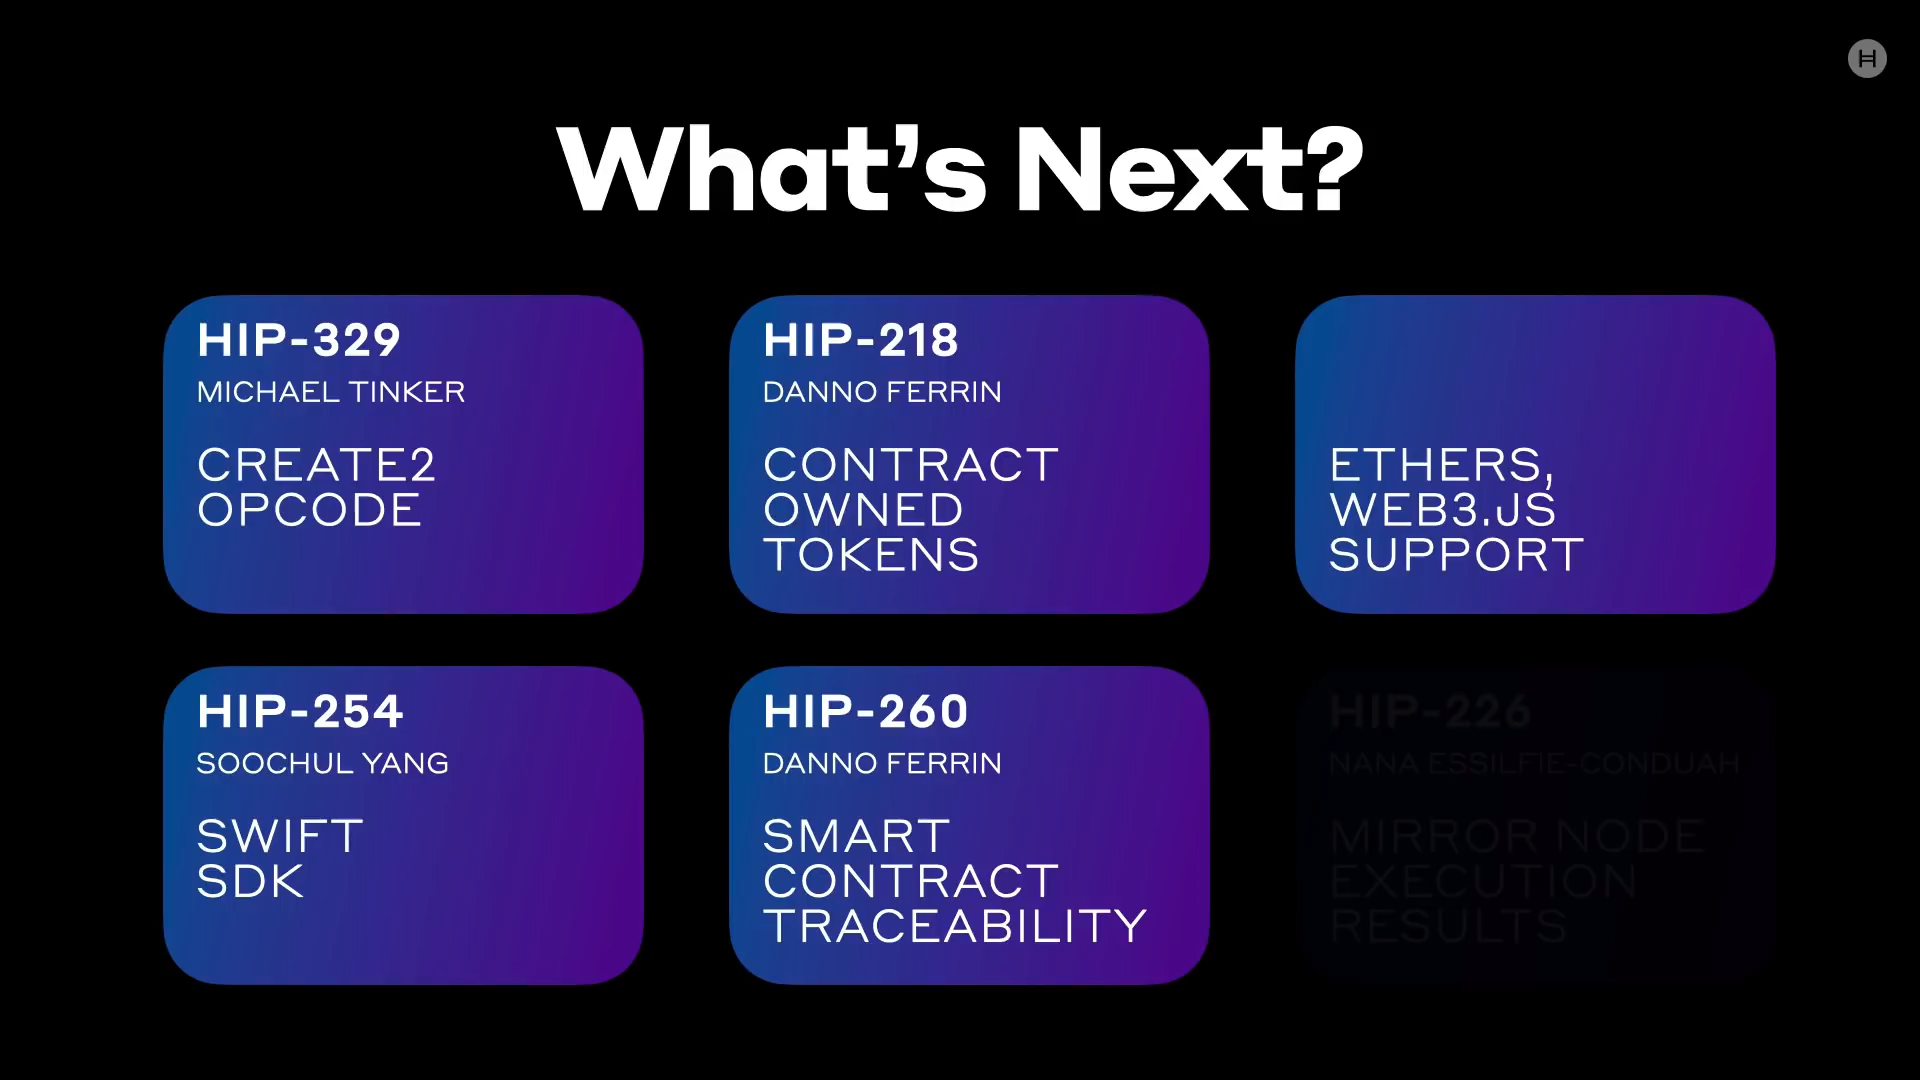 What's Next?
HIP-329
MICHAEL TINKER
CREATE2
OPCODE
HIP-218
DANNO FERRIN
CONTRACT
OWNED
TOKENS
ETHERS,
WEB3.JS
SUPPORT
HIP-254
SOOCHUL YANG
SWIFT
SDK
HIP-260
DANNO FERRIN
SMART
CONTRACT
TRACEABILITY
HIP-226
NANA ESSILFIE-CONDUAH
MIRROR NODE
EXECUTION
RESULTS